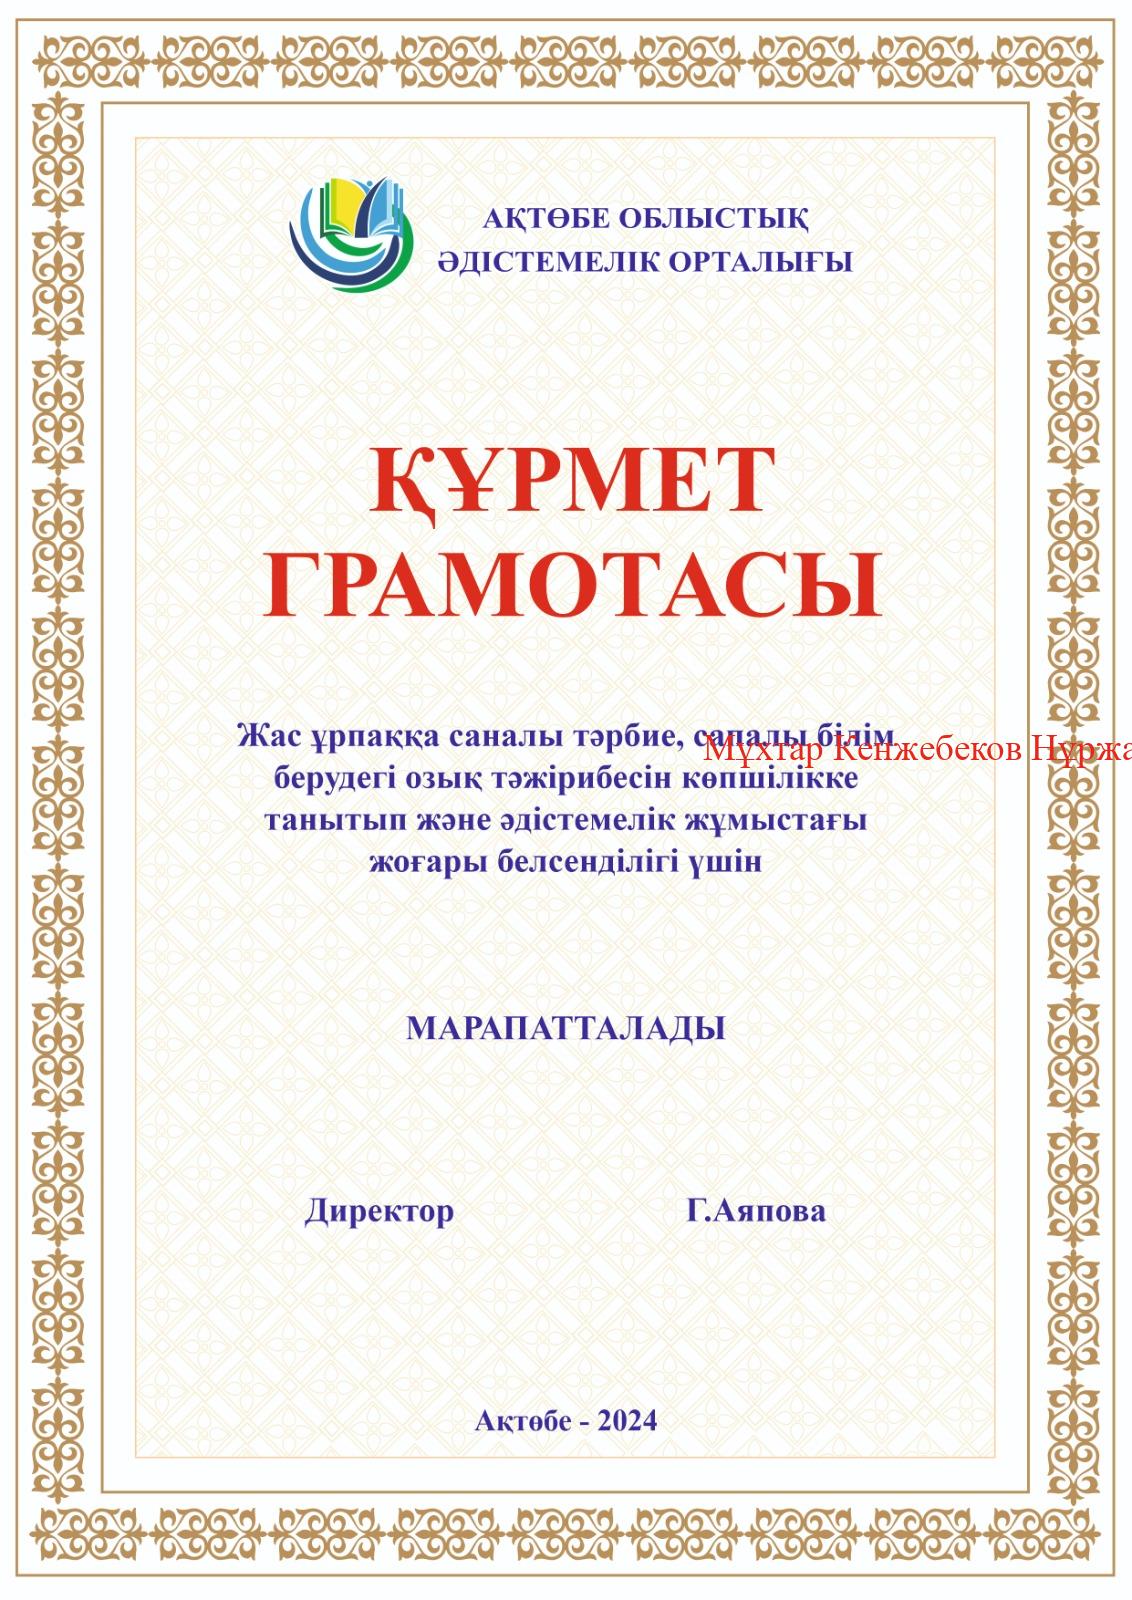 АҚТӨБЕ ОБЛЫСТЫҚ
ӘДІСТЕМЕЛІК ОРТАЛЫҒЫ
ҚҰРМЕТ
ГРАМОТАСЫ
Жас ұрпаққа саналы тәрбие, сапалы білім
Мұхтар Кенжебеков
берудегі озық тәжірибесін көпшілікке
танытып және әдістемелік жұмыстағы
жоғары белсенділігі үшін
МАРАПАТТАЛАДЫ
Директор Г.Аяпова
Ақтөбе - 2024